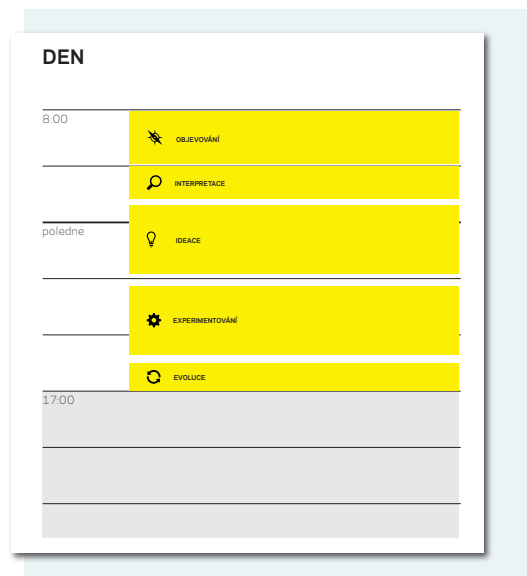 DEN
8:00
OBJEVOVÁNÍ
INTERPRETACE
poledne
IDEACE
EXPERIMENTOVÁNÍ
EVOLUCE
17:00